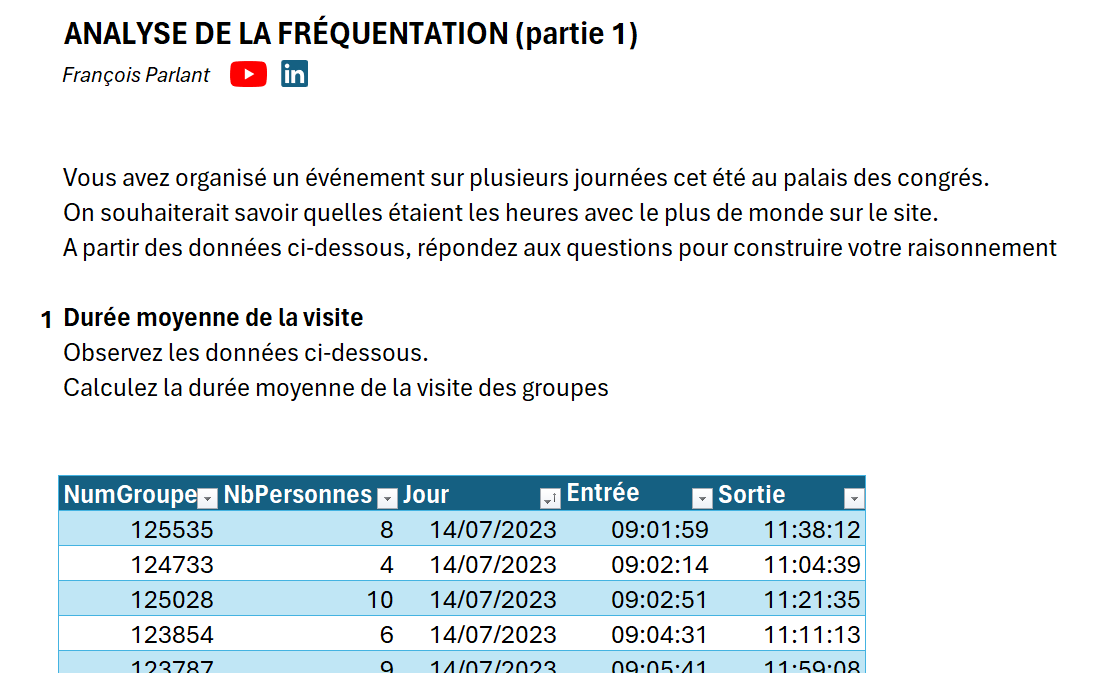 ANALYSE DE LA FRÉQUENTATION (partie 1)
François Parlant in
Vous avez organisé un événement sur plusieurs journées cet été au palais des congrés.
On souhaiterait savoir quelles étaient les heures avec le plus de monde sur le site.
A partir des données ci-dessous, répondez aux questions pour construire votre raisonnement
1 Durée moyenne de la visite
Observez les données ci-dessous.
Calculez la durée moyenne de la visite des groupes
NumGroupe NbPersonnes Jour Entrée Sortie
125535 8 14/07/2023 09:01:59 11:38:12
124733 4 14/07/2023 09:02:14 11:04:39
125028 10 14/07/2023 09:02:51 11:21:35
123854 6 14/07/2023 09:04:31 11:11:13
123787 9 14/07/2023 09:05:41 11:59:08